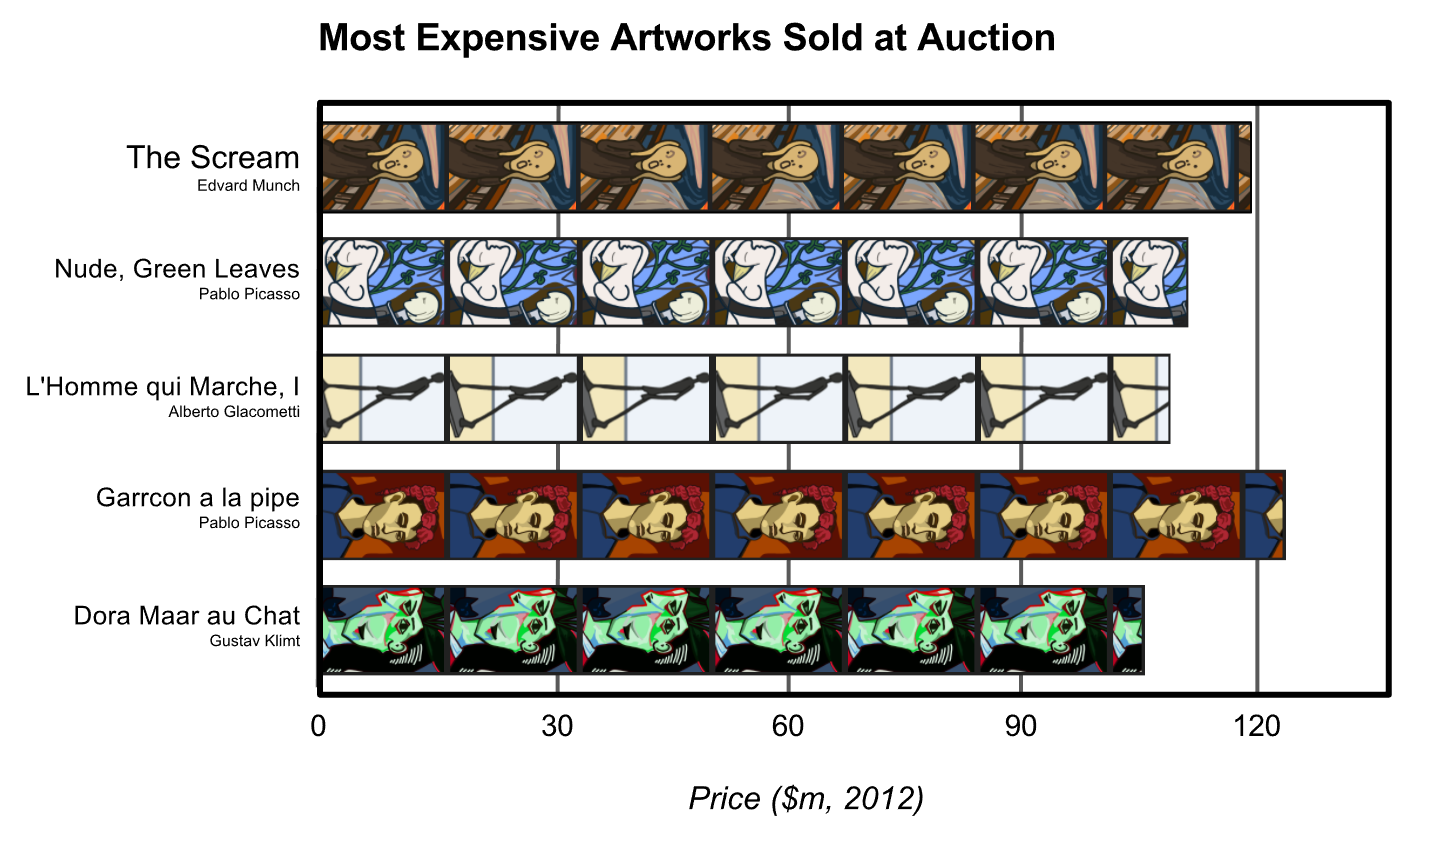 Most Expensive Artworks Sold at Auction
The Scream
Edvard Munch
Nude, Green Leaves
Pablo Picasso
L'Homme qui Marche, I
Alberto Glacometti
Garrcon a la pipe
Pablo Picasso
Dora Maar au Chat
Gustav Klimt
0 30 60 90 120
Price ($m, 2012)